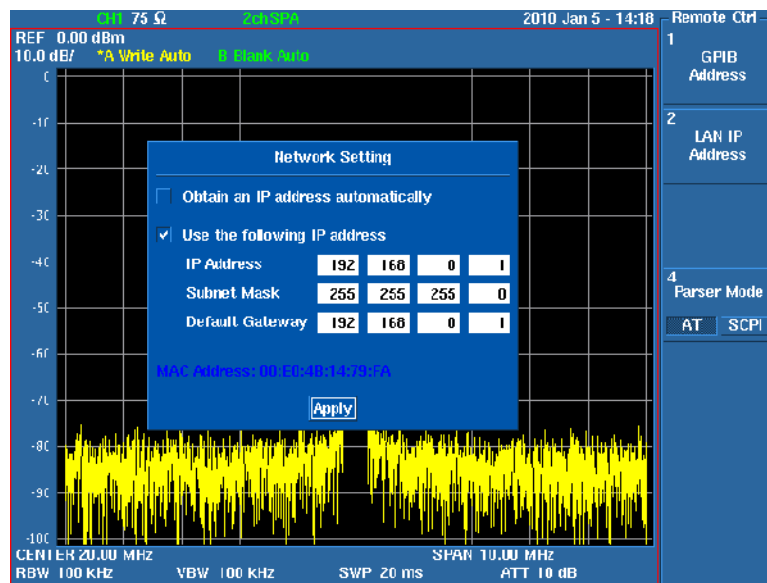 CH1 75 Ω 2chSPA 2010 Jan 5 - 14:18
REF 0.00 dBm
10.0 dB/ *A Write Auto B Blank Auto
0
-10
-20
-30
-40
-50
-60
-70
-80
-90
-100
Network Setting
Obtain an IP address automatically
Use the following IP address
IP Address 192 168 0 1
Subnet Mask 255 255 255 0
Default Gateway 192 168 0 1
MAC Address: 00:E0:4B:14:79:FA
Apply
CENTER 20.00 MHz SPAN 10.00 MHz
RBW 100 KHz VBW 100 KHz SWP 20 ms ATT 10 dB
Remote Ctrl
1
GPIB
Address
2
LAN IP
Address
4
Parser Mode
AT SCPI